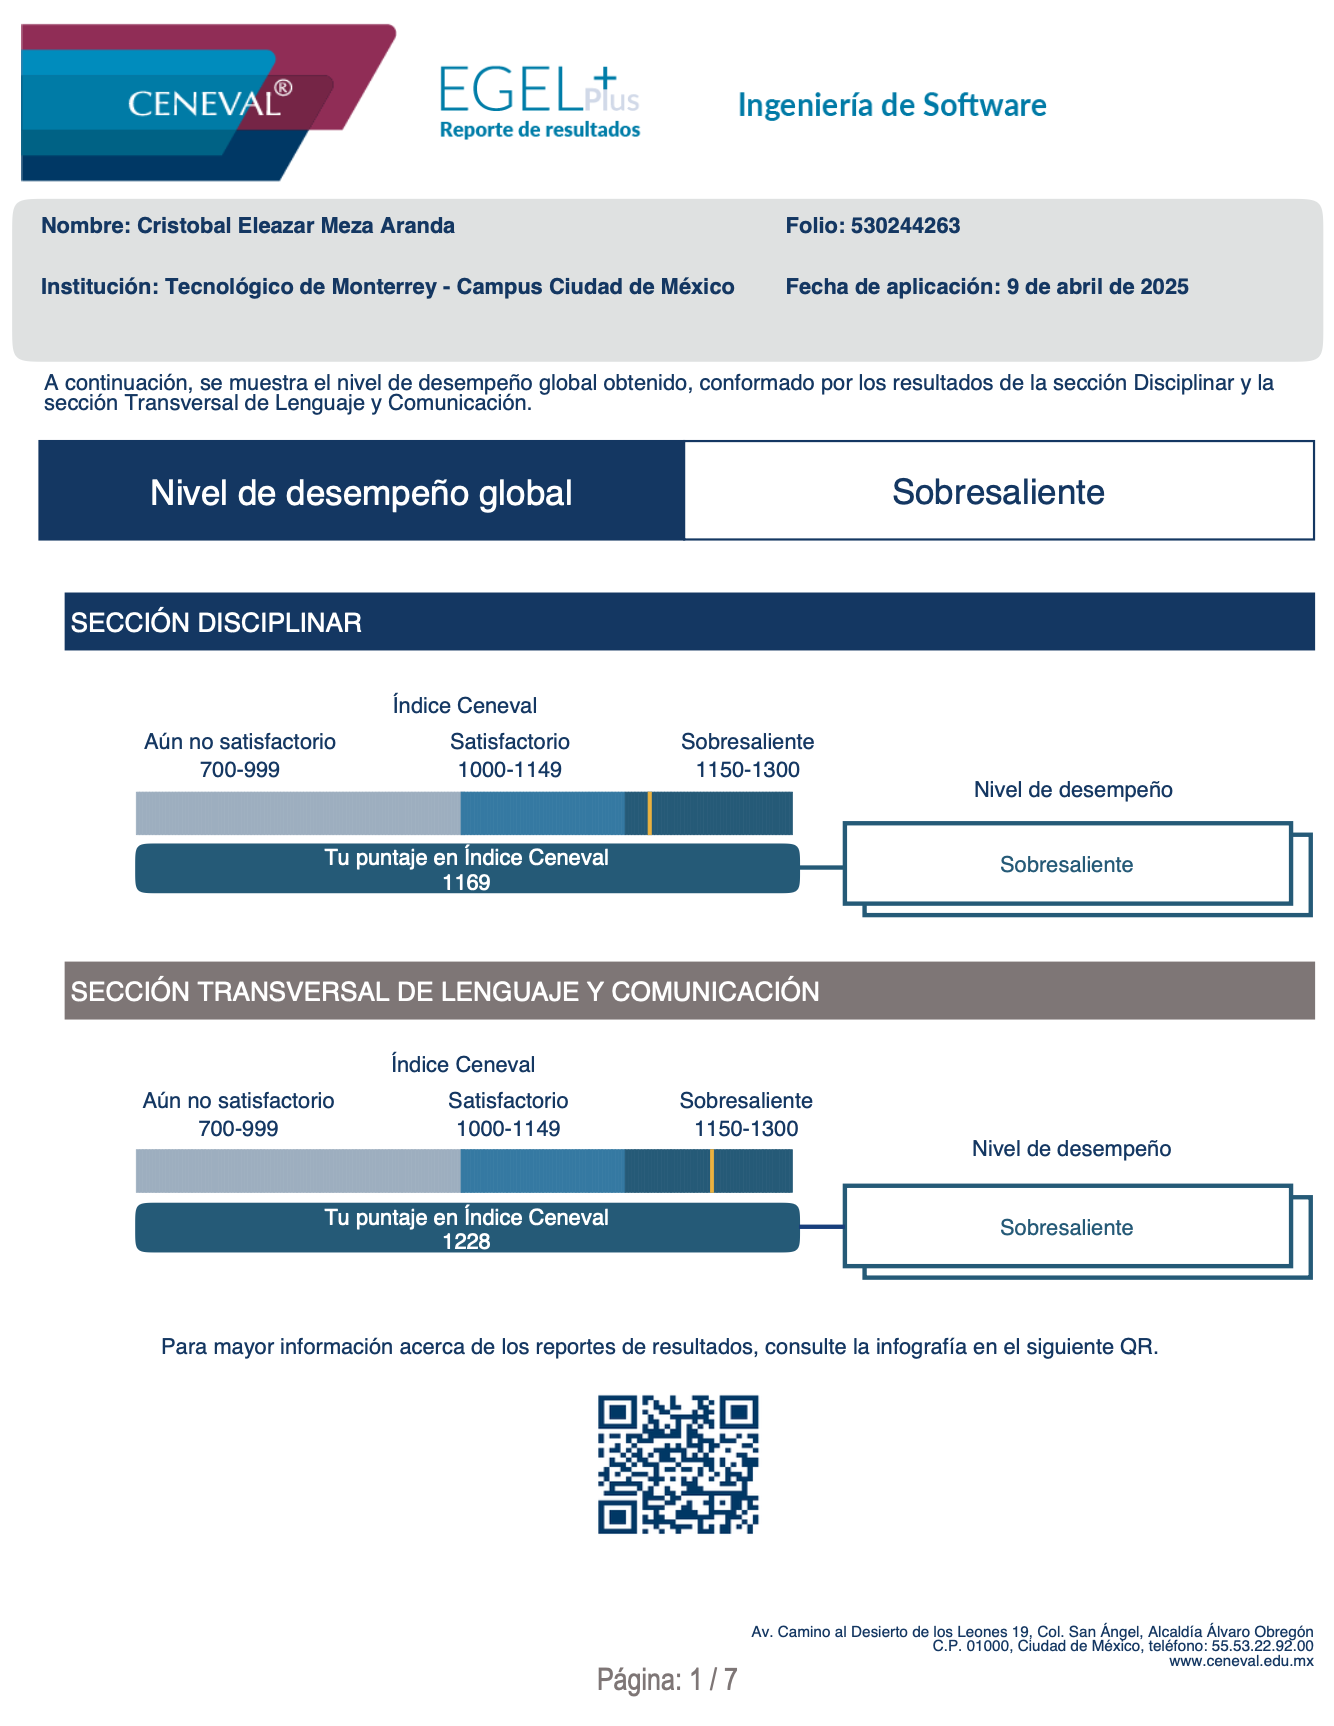 CENEVAL®
EGEL+
Plus
Reporte de resultados
Ingeniería de Software
Nombre: Cristobal Eleazar Meza Aranda
Folio: 530244263
Institución: Tecnológico de Monterrey - Campus Ciudad de México
Fecha de aplicación: 9 de abril de 2025
A continuación, se muestra el nivel de desempeño global obtenido, conformado por los resultados de la sección Disciplinar y la
sección Transversal de Lenguaje y Comunicación.
Nivel de desempeño global
Sobresaliente
SECCIÓN DISCIPLINAR
Índice Ceneval
Aún no satisfactorio
700-999
Satisfactorio
1000-1149
Sobresaliente
1150-1300
Tu puntaje en Índice Ceneval
1169
Nivel de desempeño
Sobresaliente
SECCIÓN TRANSVERSAL DE LENGUAJE Y COMUNICACIÓN
Índice Ceneval
Aún no satisfactorio
700-999
Satisfactorio
1000-1149
Sobresaliente
1150-1300
Tu puntaje en Índice Ceneval
1228
Nivel de desempeño
Sobresaliente
Para mayor información acerca de los reportes de resultados, consulte la infografía en el siguiente QR.
Av. Camino al Desierto de los Leones 19, Col. San Ángel, Alcaldía Álvaro Obregón
C.P. 01000, Ciudad de México, teléfono: 55.53.22.92.00
www.ceneval.edu.mx
Página: 1 / 7